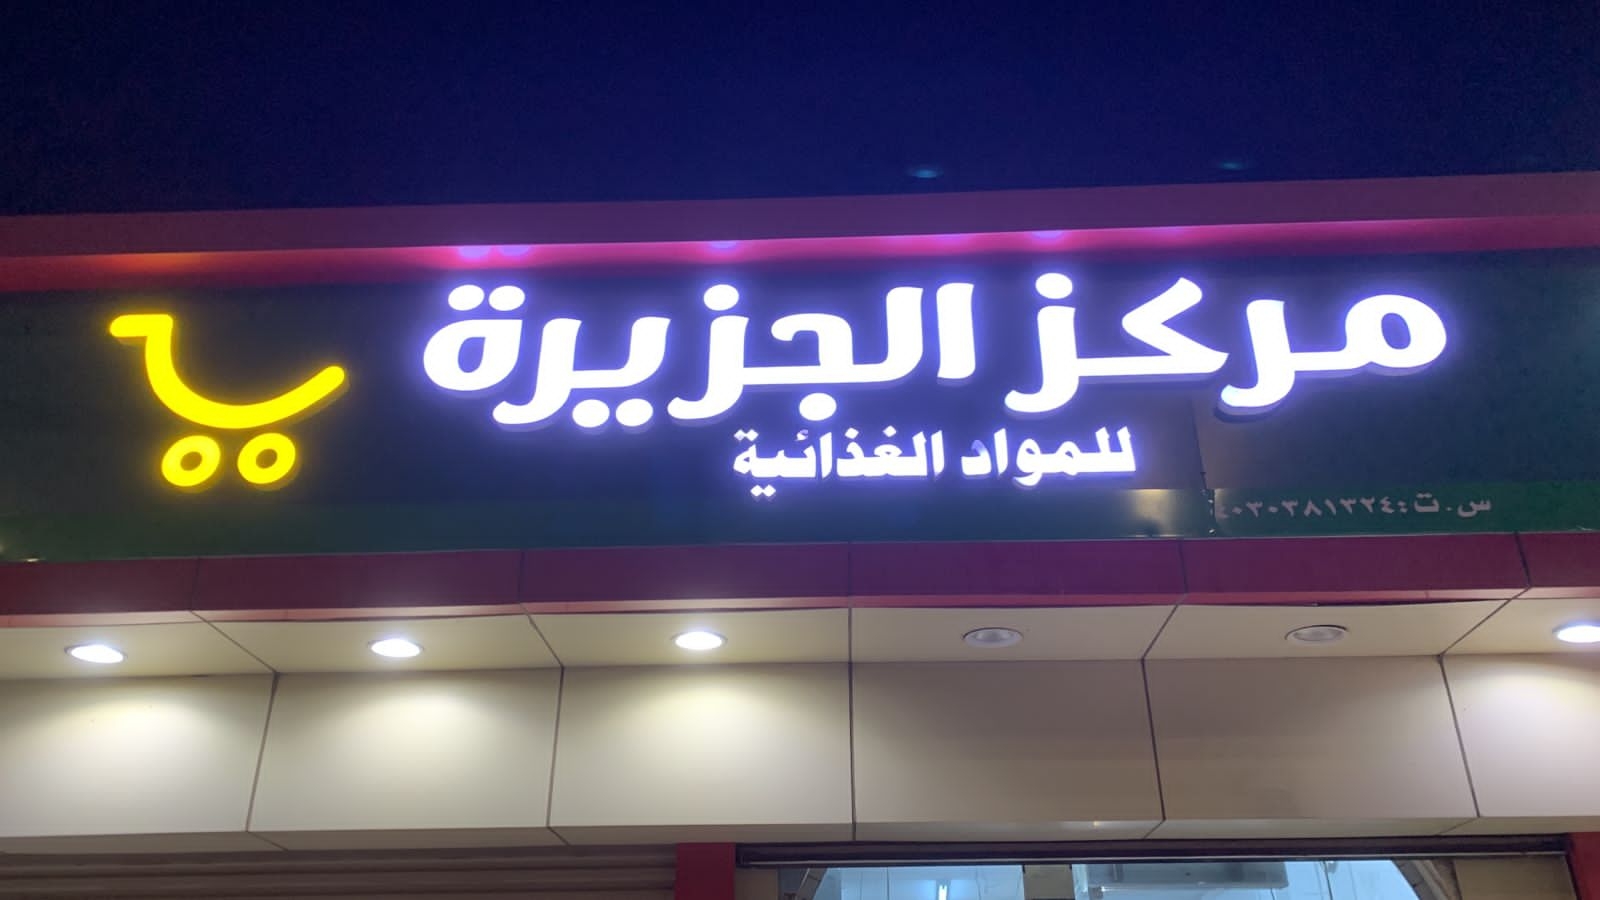 مركز الجزيرة
للمواد الغذائية
س.ت:٤٠٣٠٣٨١٣٢٤